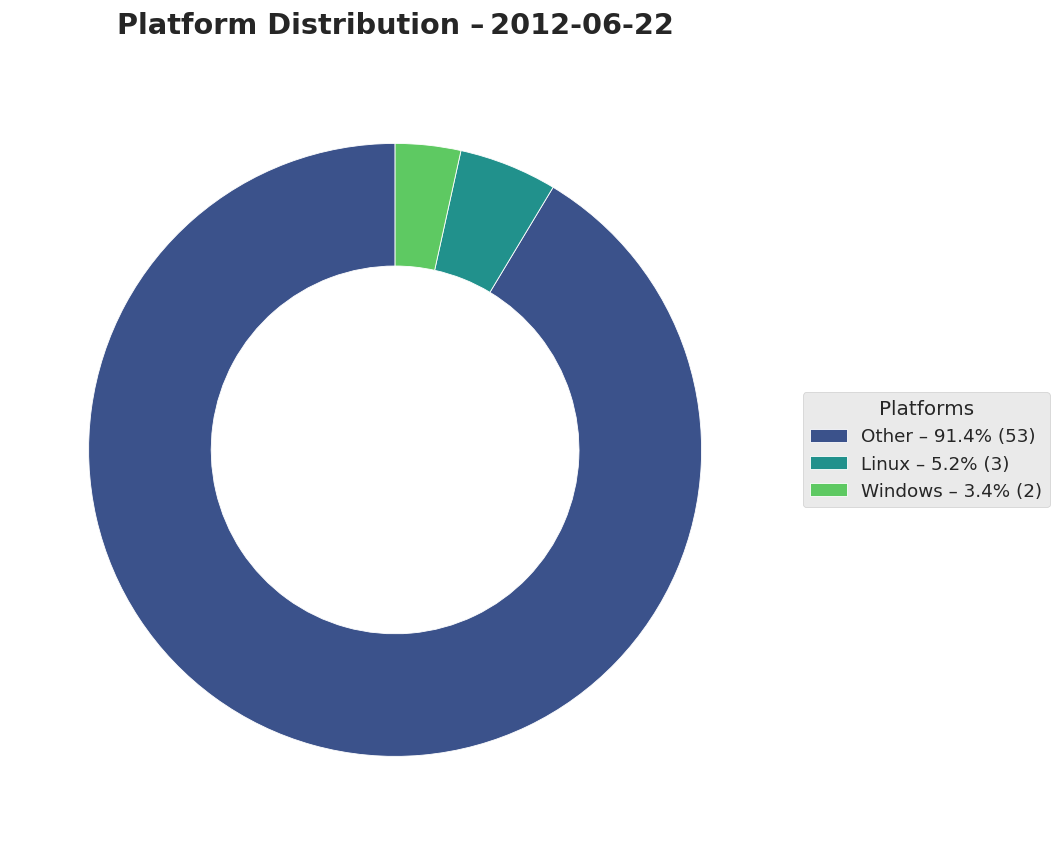 Platform Distribution – 2012-06-22
Platforms
Other – 91.4% (53)
Linux – 5.2% (3)
Windows – 3.4% (2)